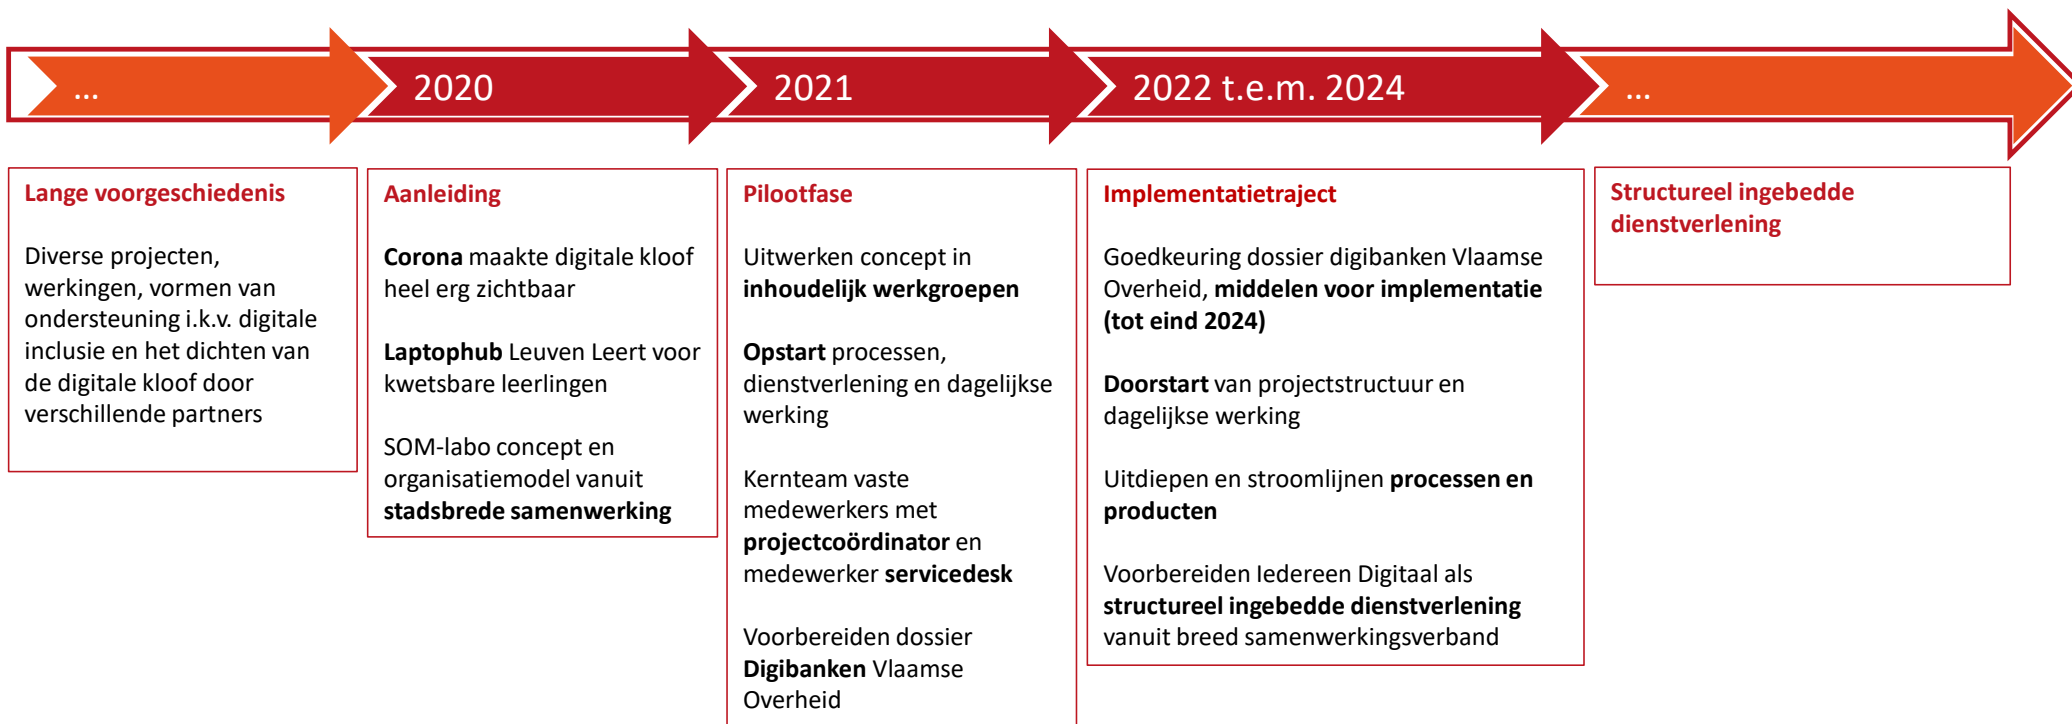 ...
2020
2021
2022 t.e.m. 2024
...
Lange voorgeschiedenis
Diverse projecten,
werkingen, vormen van
ondersteuning i.k.v. digitale
inclusie en het dichten van
de digitale kloof door
verschillende partners
Aanleiding
Corona maakte digitale kloof
heel erg zichtbaar
Laptophub Leuven Leert voor
kwetsbare leerlingen
SOM-labo concept en
organisatiemodel vanuit
stadsbrede samenwerking
Pilootfase
Uitwerken concept in
inhoudelijk werkgroepen
Opstart processen,
dienstverlening en dagelijkse
werking
Kernteam vaste
medewerkers met
projectcoördinator en
medewerker servicedesk
Voorbereiden dossier
Digibanken Vlaamse
Overheid
Implementatietraject
Goedkeuring dossier digibanken Vlaamse
Overheid, middelen voor implementatie
(tot eind 2024)
Doorstart van projectstructuur en
dagelijkse werking
Uitdiepen en stroomlijnen processen en
producten
Voorbereiden Iedereen Digitaal als
structureel ingebedde dienstverlening
vanuit breed samenwerkingsverband
Structureel ingebedde
dienstverlening